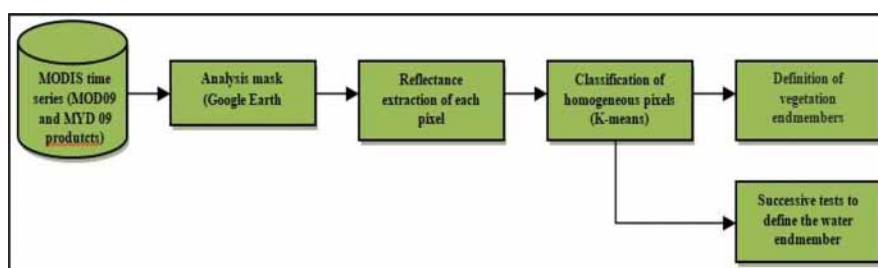 MODIS time
series (MOD09
and MYD 09
produtcts)
Analysis mask
(Google Earth
Reflectance
extraction of each
pixel
Classification of
homogeneous pixels
(K-means)
Definition of
vegetation
endmembers
Successive tests to
define the water
endmember